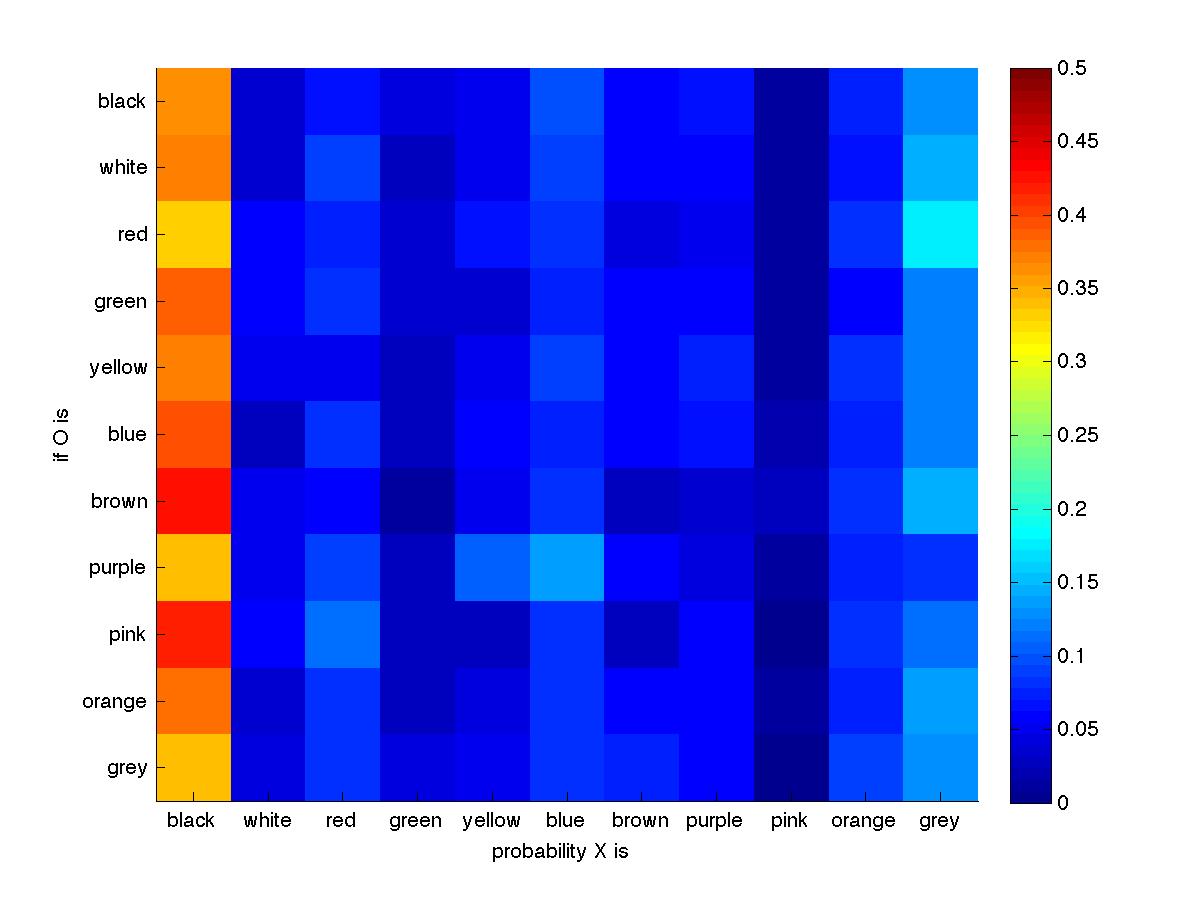 black
white
red
green
yellow
blue
brown
purple
pink
orange
grey
if O is
black white red green yellow blue brown purple pink orange grey
probability X is
0.5
0.45
0.4
0.35
0.3
0.25
0.2
0.15
0.1
0.05
0